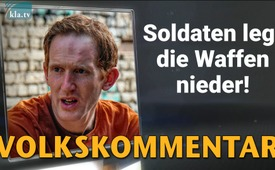 kla.tv
Soldaten leg
die Waffen
nieder!
VOLKSKOMMENTAR